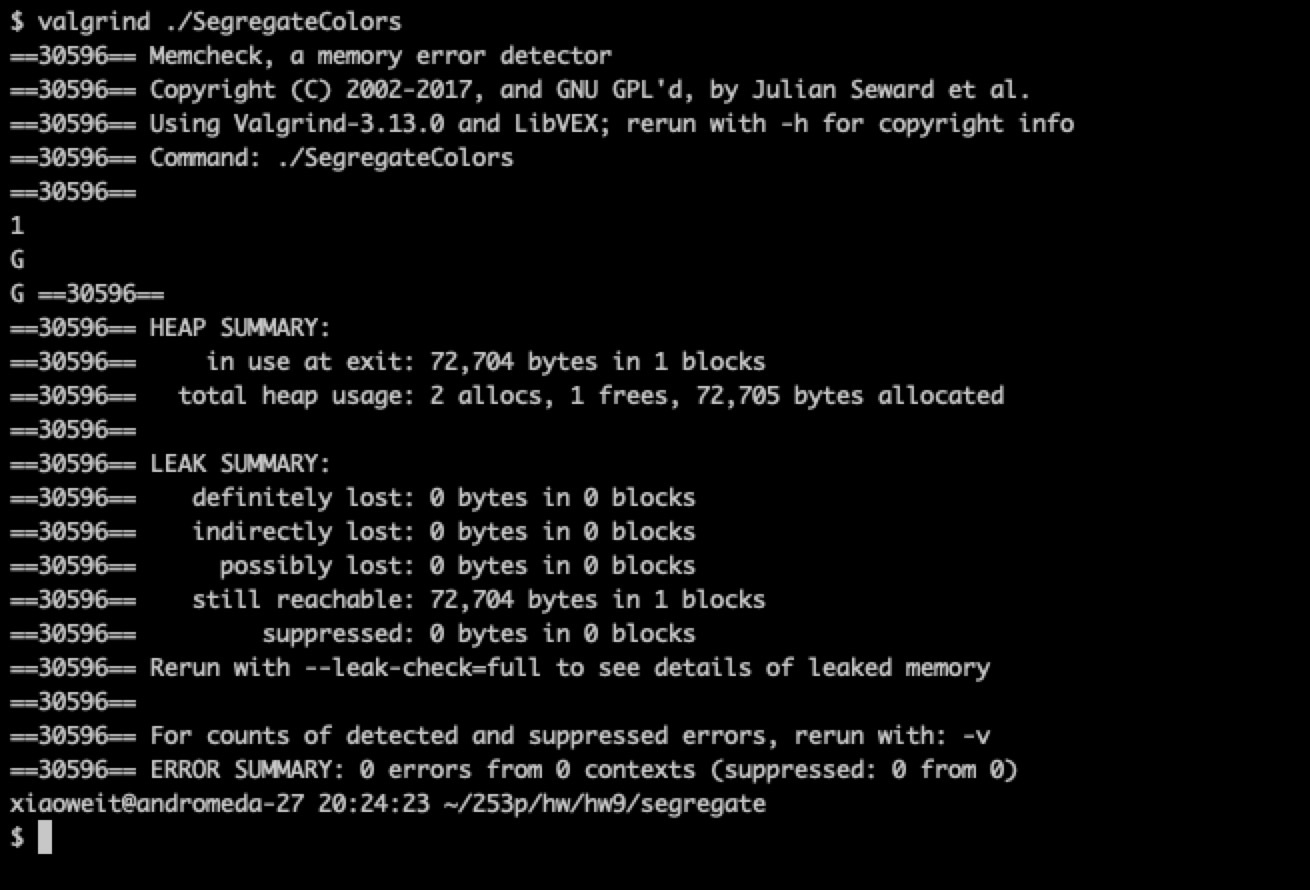 $ valgrind ./SegregateColors
==30596== Memcheck, a memory error detector
==30596== Copyright (C) 2002-2017, and GNU GPL'd, by Julian Seward et al.
==30596== Using Valgrind-3.13.0 and LibVEX; rerun with -h for copyright info
==30596== Command: ./SegregateColors
==30596==
1
G
G ==30596==
==30596== HEAP SUMMARY:
==30596==     in use at exit: 72,704 bytes in 1 blocks
==30596==   total heap usage: 2 allocs, 1 frees, 72,705 bytes allocated
==30596==
==30596== LEAK SUMMARY:
==30596==    definitely lost: 0 bytes in 0 blocks
==30596==    indirectly lost: 0 bytes in 0 blocks
==30596==      possibly lost: 0 bytes in 0 blocks
==30596==    still reachable: 72,704 bytes in 1 blocks
==30596==         suppressed: 0 bytes in 0 blocks
==30596== Rerun with --leak-check=full to see details of leaked memory
==30596==
==30596== For counts of detected and suppressed errors, rerun with: -v
==30596== ERROR SUMMARY: 0 errors from 0 contexts (suppressed: 0 from 0)
xiaoweit@andromeda-27 20:24:23 ~/253p/hw/hw9/segregate
$